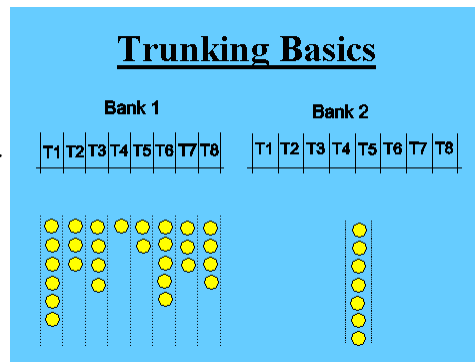 Trunking Basics
Bank 1
Bank 2
T1 T2 T3 T4 T5 T6 T7 T8
T1 T2 T3 T4 T5 T6 T7 T8